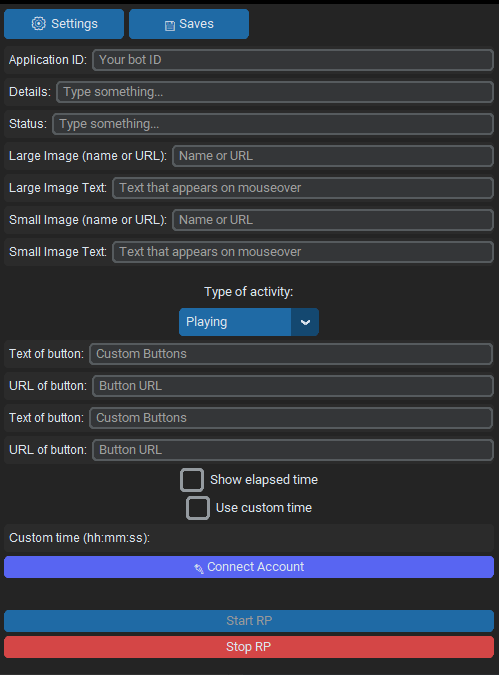 Settings
Saves
Application ID: Your bot ID
Details: Type something...
Status: Type something...
Large Image (name or URL): Name or URL
Large Image Text: Text that appears on mouseover
Small Image (name or URL): Name or URL
Small Image Text: Text that appears on mouseover
Type of activity:
Playing
Text of button: Custom Buttons
URL of button: Button URL
Text of button: Custom Buttons
URL of button: Button URL
Show elapsed time
Use custom time
Custom time (hh:mm:ss):
Connect Account
Start RP
Stop RP